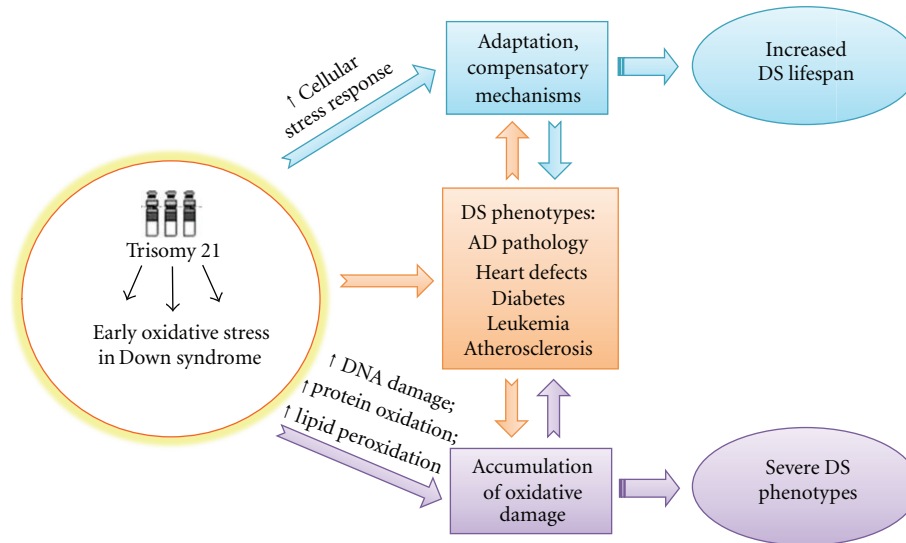 ↑ Cellular
stress response
Adaptation,
compensatory
mechanisms
Increased
DS lifespan
Trisomy 21
Early oxidative stress
in Down syndrome
DS phenotypes:
AD pathology
Heart defects
Diabetes
Leukemia
Atherosclerosis
↑ DNA damage;
↑ protein oxidation;
↑ lipid peroxidation
Accumulation
of oxidative
damage
Severe DS
phenotypes